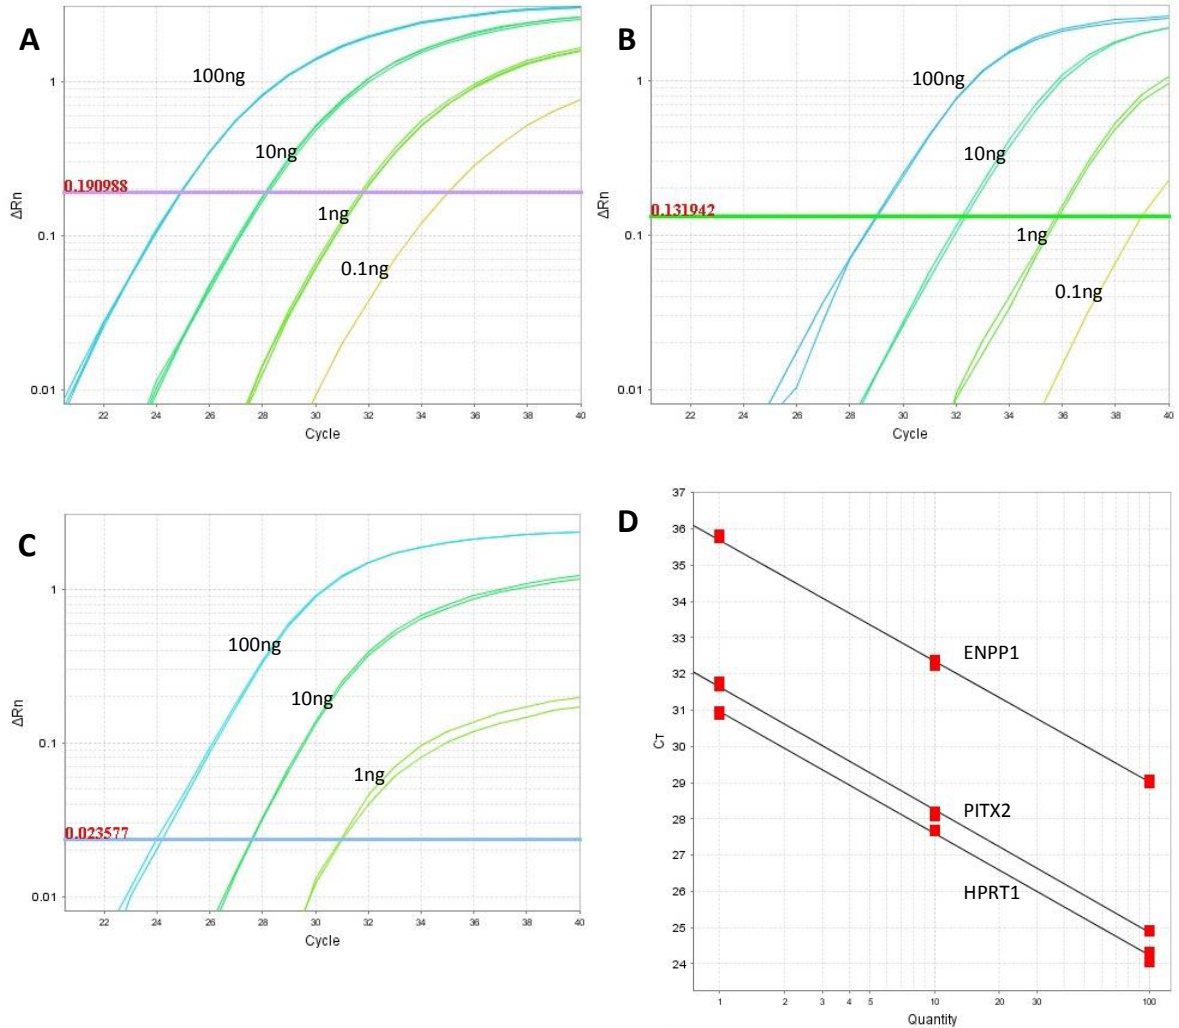 A
100ng
10ng
1ng
0.1ng
0.190988
1
0.1
0.01
ΔRn
22 24 26 28 30 32 34 36 38 40
Cycle
B
100ng
10ng
1ng
0.1ng
0.131942
1
0.1
0.01
ΔRn
22 24 26 28 30 32 34 36 38 40
Cycle
C
100ng
10ng
1ng
0.023577
1
0.1
0.01
ΔRn
22 24 26 28 30 32 34 36 38 40
Cycle
D
37
36
35
34
33
32
31
30
29
28
27
26
25
24
Cᴛ
ENPP1
PITX2
HPRT1
1 2 3 4 5 10 20 30 100
Quantity